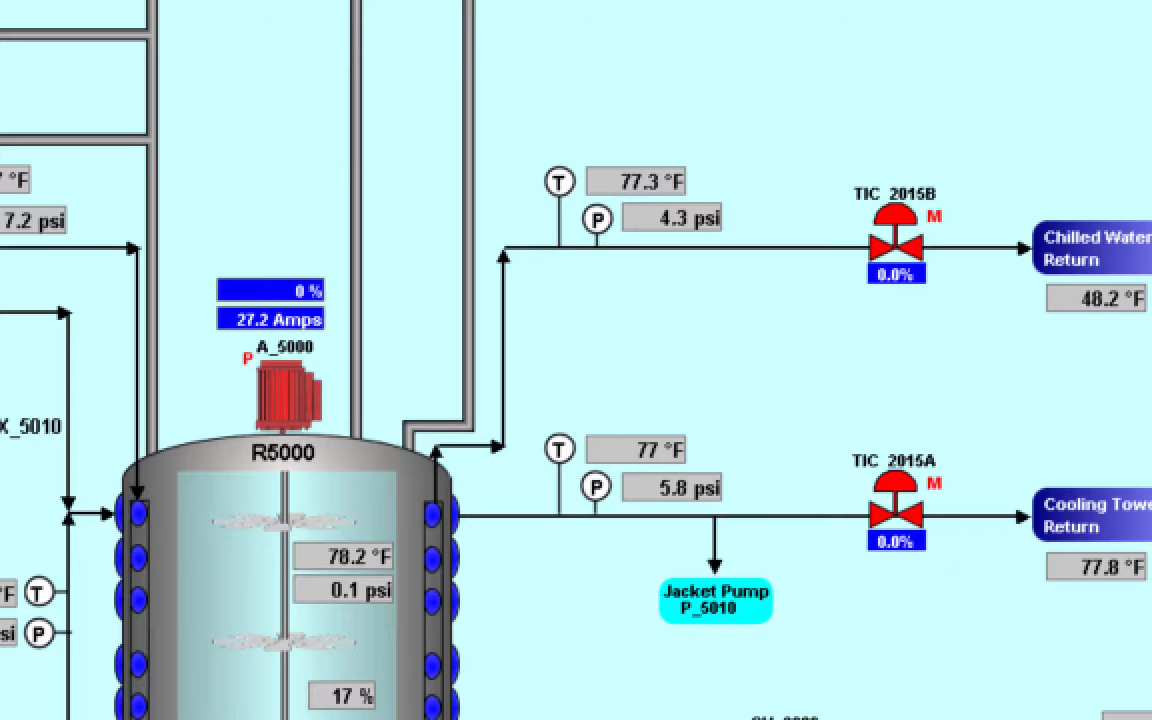 °F
7.2 psi
T
77.3 °F
P
4.3 psi
TIC 2015B
M
0.0%
Chilled Water
Return
48.2 °F
0 %
27.2 Amps
A_5000
P
X_5010
R5000
T
77 °F
P
5.8 psi
TIC 2015A
M
0.0%
Cooling Towe
Return
77.8 °F
78.2 °F
0.1 psi
Jacket Pump
P_5010
°F
T
si
P
17 %